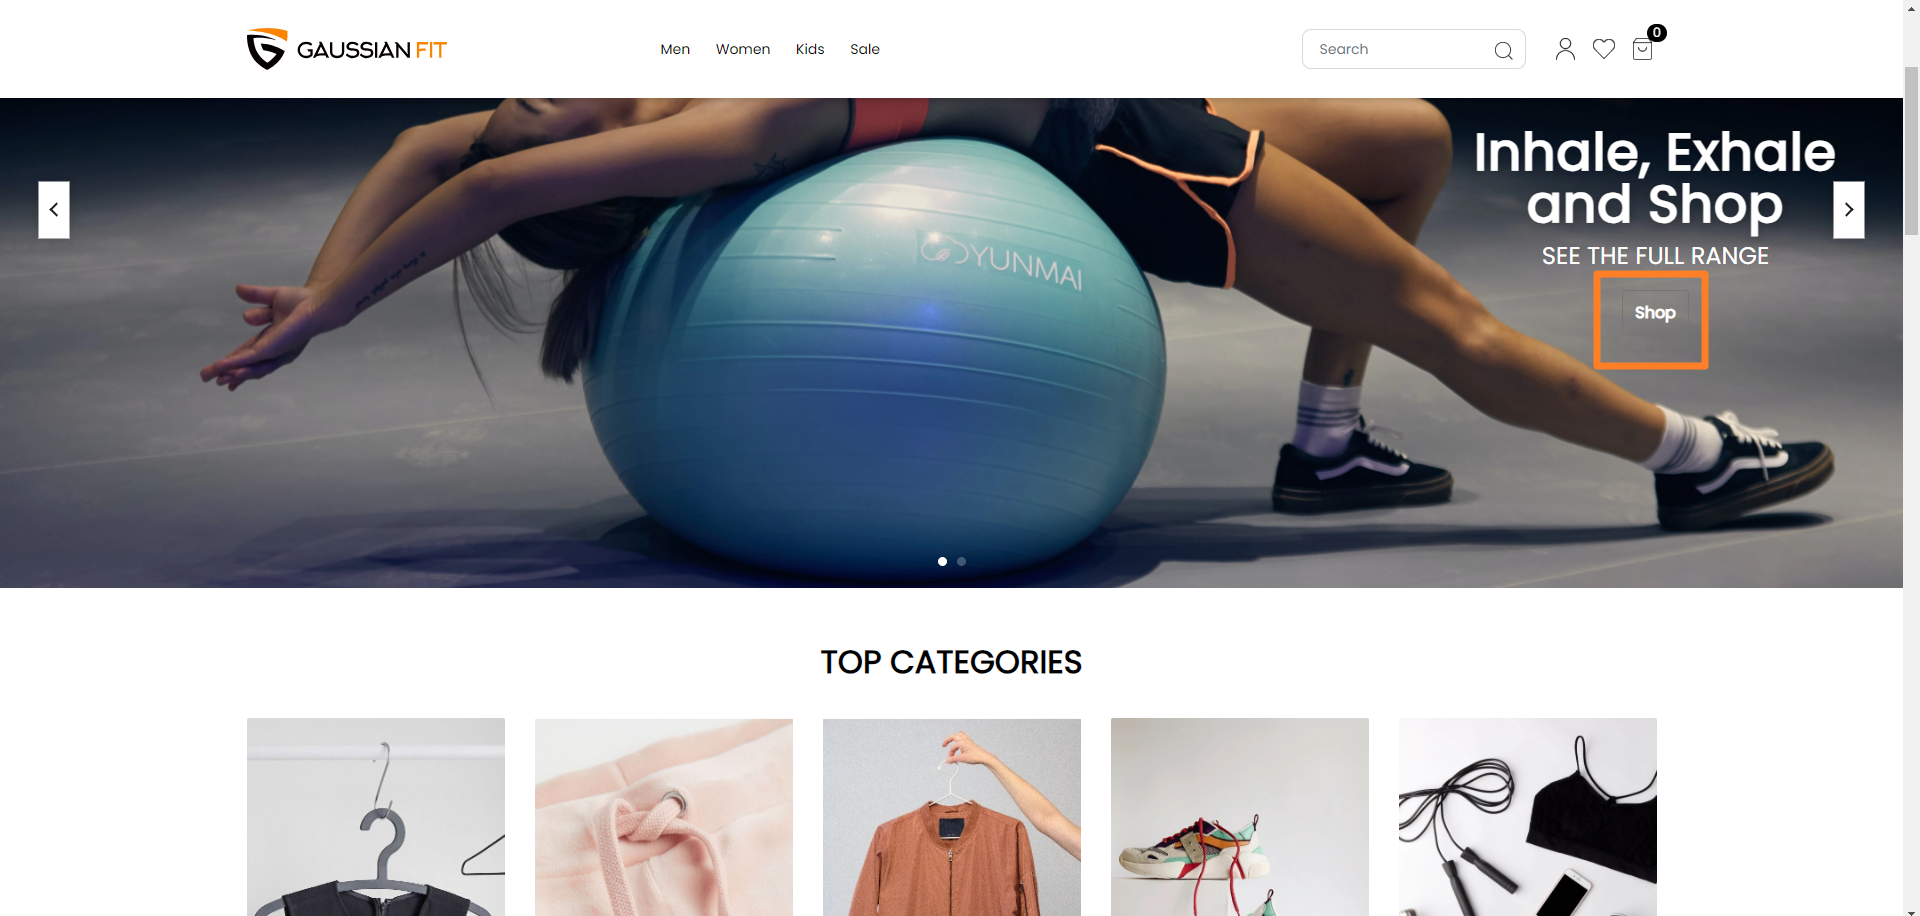 GAUSSIAN FIT
Men
Women
Kids
Sale
Search
0
Inhale, Exhale
and Shop
SEE THE FULL RANGE
Shop
YUNMAI
TOP CATEGORIES